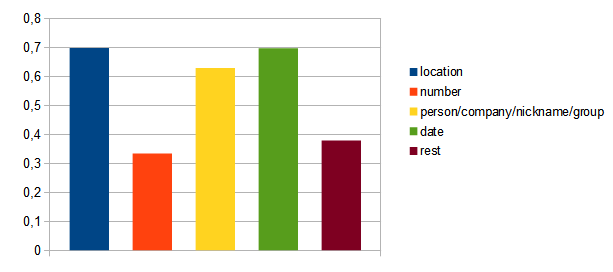 0,8
0,7
0,6
0,5
0,4
0,3
0,2
0,1
0
location
number
person/company/nickname/group
date
rest